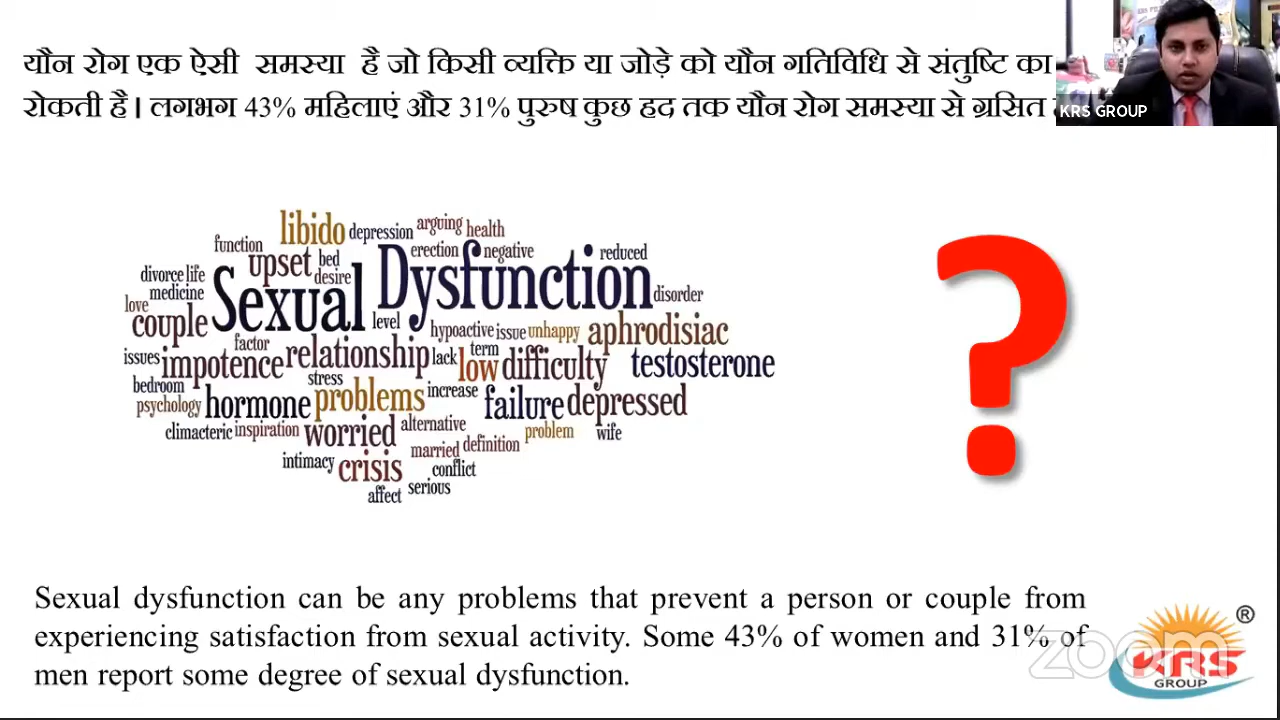 यौन रोग एक ऐसी समस्या है जो किसी व्यक्ति या जोड़े को यौन गतिविधि से संतुष्टि का
रोकती है। लगभग 43% महिलाएं और 31% पुरुष कुछ हद तक यौन रोग समस्या से ग्रसित
KRS GROUP
libido depression arguing health
function upset bed erection negative reduced
divorce life desire Sexual Dysfunction
medicine disorder
love couple level hypoactive issue unhappy aphrodisiac
factor
issues impotence relationship lack term low difficulty testosterone
bedroom stress
psychology hormone problems increase failure depressed
climacteric inspiration worried alternative problem wife
married definition
intimacy crisis conflict
affect serious
?
Sexual dysfunction can be any problems that prevent a person or couple from
experiencing satisfaction from sexual activity. Some 43% of women and 31% of
men report some degree of sexual dysfunction.
zoom
KRS ®
GROUP